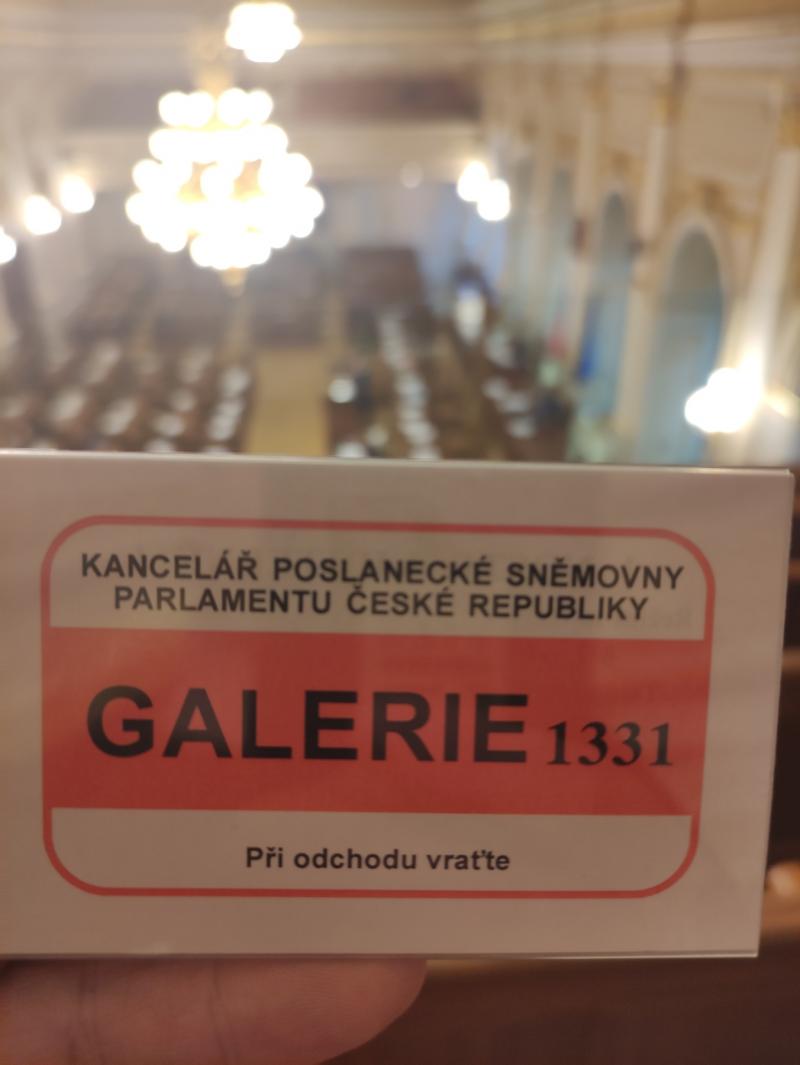 KANCELÁŘ POSLANECKÉ SNĚMOVNY
PARLAMENTU ČESKÉ REPUBLIKY
GALERIE 1331
Při odchodu vraťte